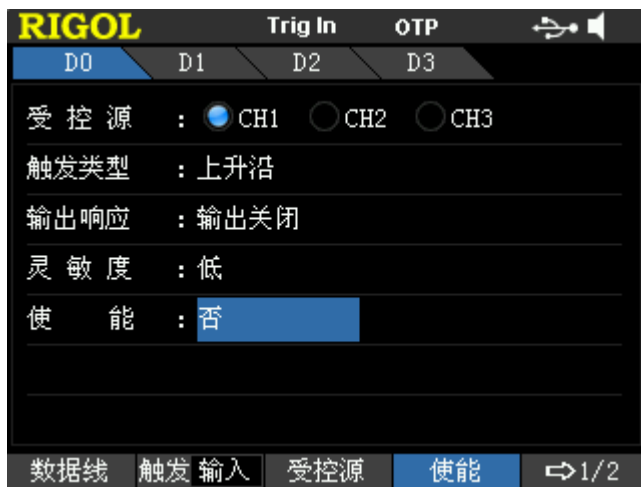 RIGOL Trig In OTP
D0 D1 D2 D3
受 控 源 : CH1 CH2 CH3
触发类型 : 上升沿
输出响应 : 输出关闭
灵 敏 度 : 低
使 能 : 否
数据线 触发 输入 受控源 使能 ⇨1/2